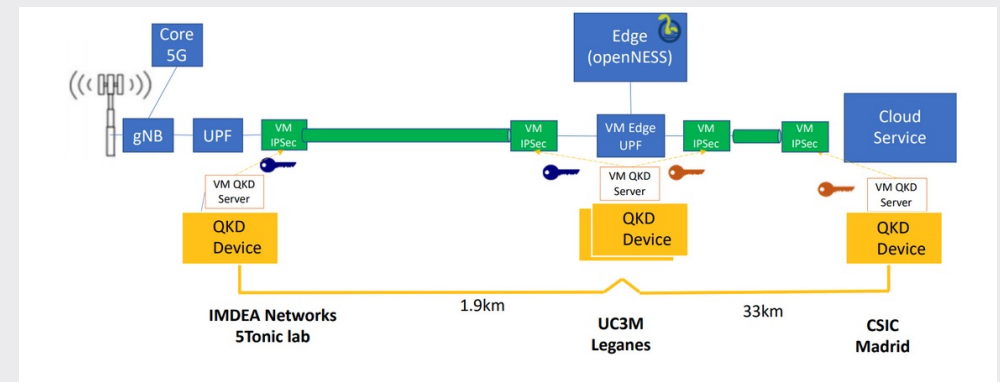 Core
5G
Edge
(openNESS)
gNB
UPF
VM
IPSec
VM
IPSec
VM Edge
UPF
VM
IPSec
VM
IPSec
Cloud
Service
VM QKD
Server
VM QKD
Server
VM QKD
Server
QKD
Device
QKD
Device
QKD
Device
1.9km
33km
IMDEA Networks
5Tonic lab
UC3M
Leganes
CSIC
Madrid